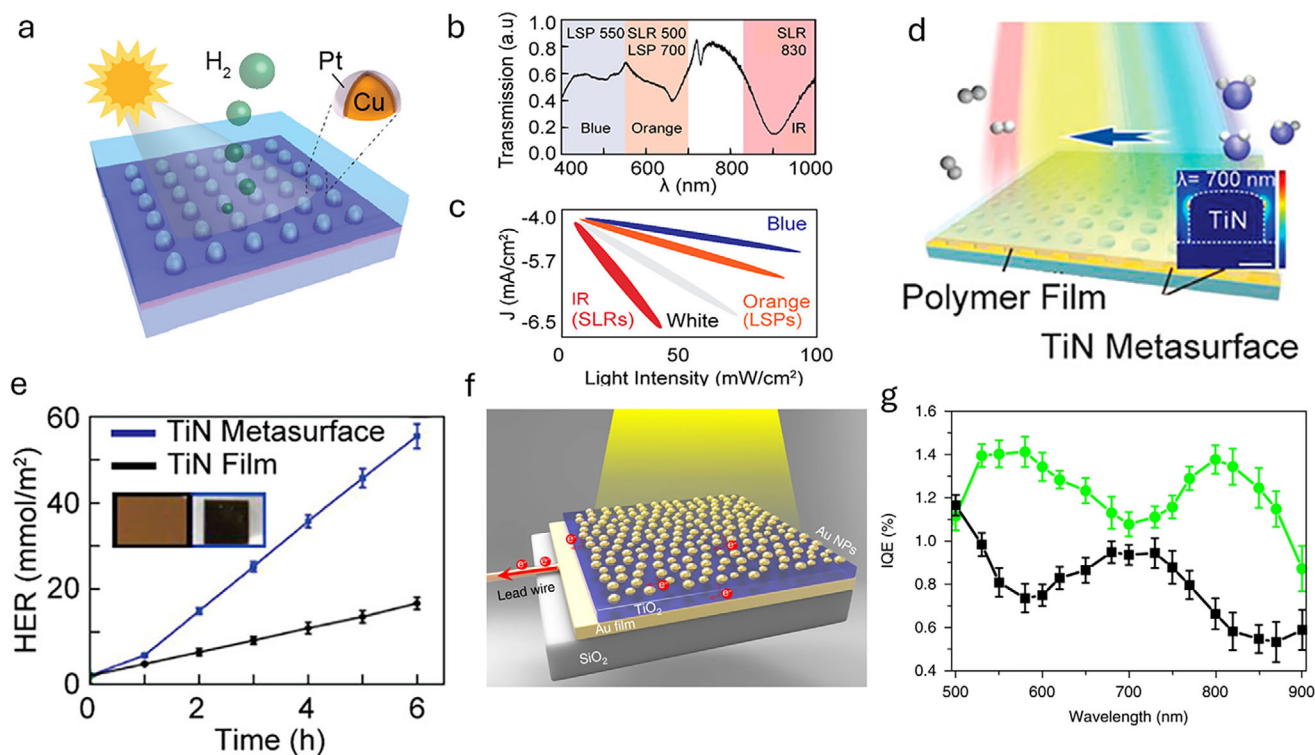 a
H₂
Pt
Cu
b
Transmission (a.u)
1.0
0.8
0.6
0.4
0.2
0.0
LSP 550
SLR 500
LSP 700
SLR
830
Blue
Orange
IR
400
600
800
1000
λ (nm)
c
J (mA/cm²)
-4.0
-5.7
-6.5
Blue
IR
(SLRs)
White
Orange
(LSPs)
0
50
100
Light Intensity (mW/cm²)
d
λ= 700 nm
TiN
Polymer Film
TiN Metasurface
e
HER (mmol/m²)
60
40
20
0
TiN Metasurface
TiN Film
0
2
4
6
Time (h)
f
Au NPs
e⁻
e⁻
e⁻
e⁻
e⁻
e⁻
Lead wire
TiO₂
Au film
SiO₂
g
IQE (%)
1.6
1.4
1.2
1.0
0.8
0.6
0.4
500
600
700
800
900
Wavelength (nm)